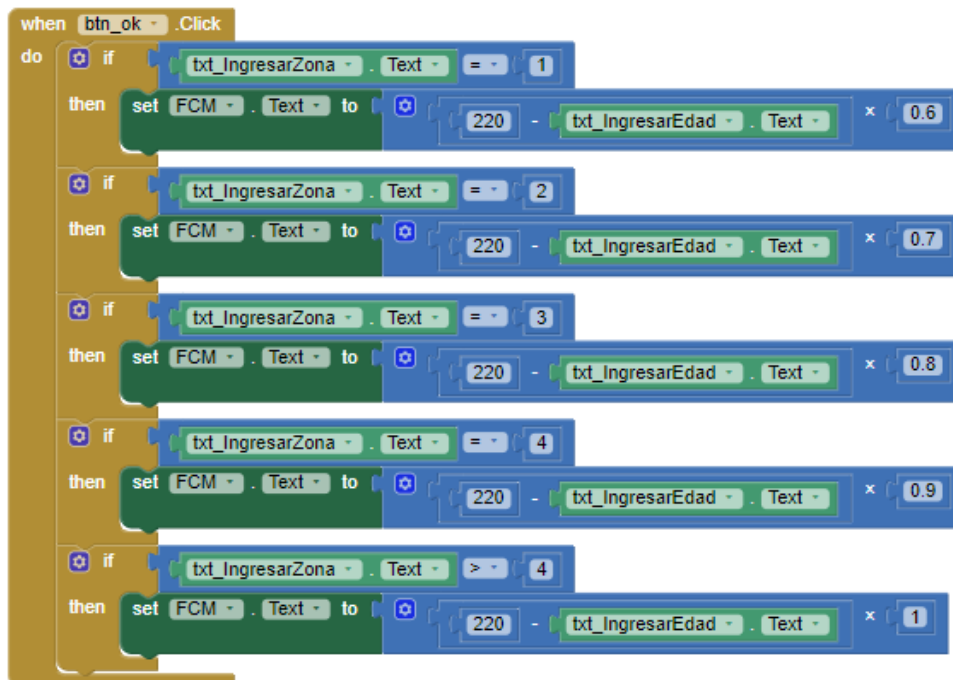 when btn_ok .Click
do if txt_IngresarZona . Text = 1
then set FCM . Text to 220 - txt_IngresarEdad . Text x 0.6
if txt_IngresarZona . Text = 2
then set FCM . Text to 220 - txt_IngresarEdad . Text x 0.7
if txt_IngresarZona . Text = 3
then set FCM . Text to 220 - txt_IngresarEdad . Text x 0.8
if txt_IngresarZona . Text = 4
then set FCM . Text to 220 - txt_IngresarEdad . Text x 0.9
if txt_IngresarZona . Text > 4
then set FCM . Text to 220 - txt_IngresarEdad . Text x 1